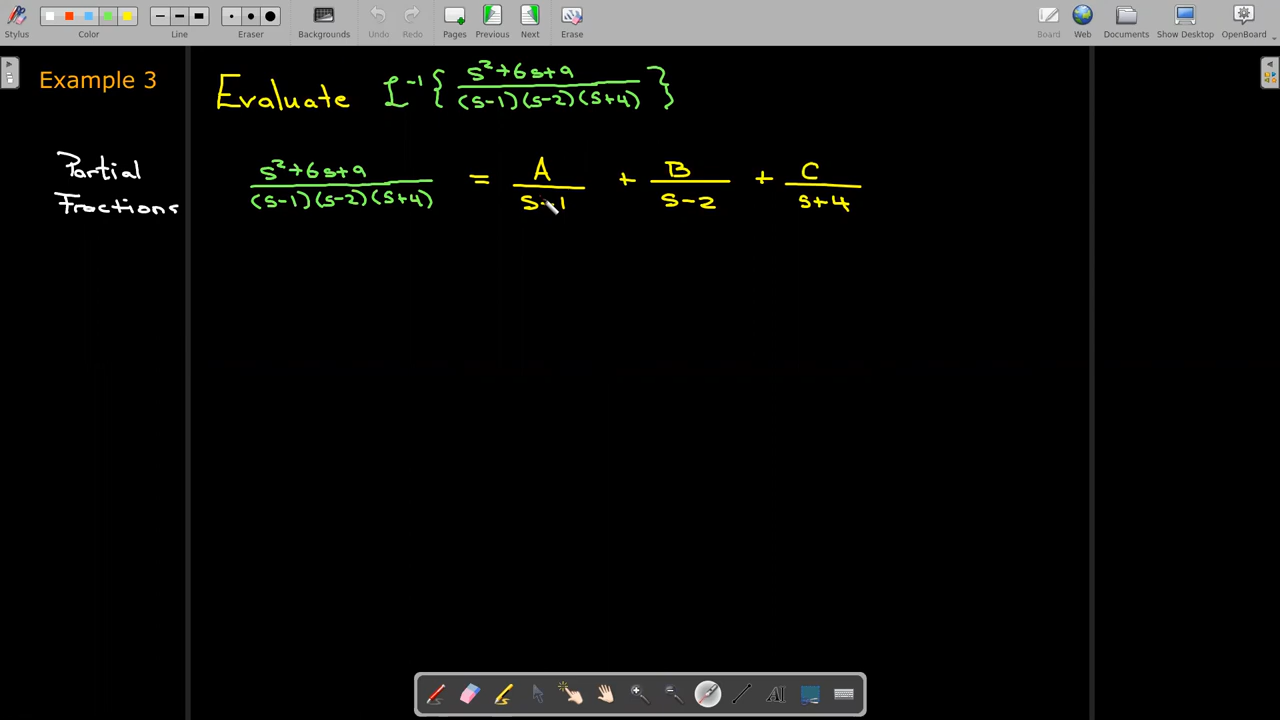 Stylus Color Line Eraser Backgrounds Undo Redo Pages Previous Next Erase Board Web Documents Show Desktop OpenBoard
Example 3
Evaluate ℒ⁻¹{ (s²+6s+9)/((s-1)(s-2)(s+4)) }
Partial
Fractions
(s²+6s+9)/((s-1)(s-2)(s+4)) = A/(s-1) + B/(s-2) + C/(s+4)
AI